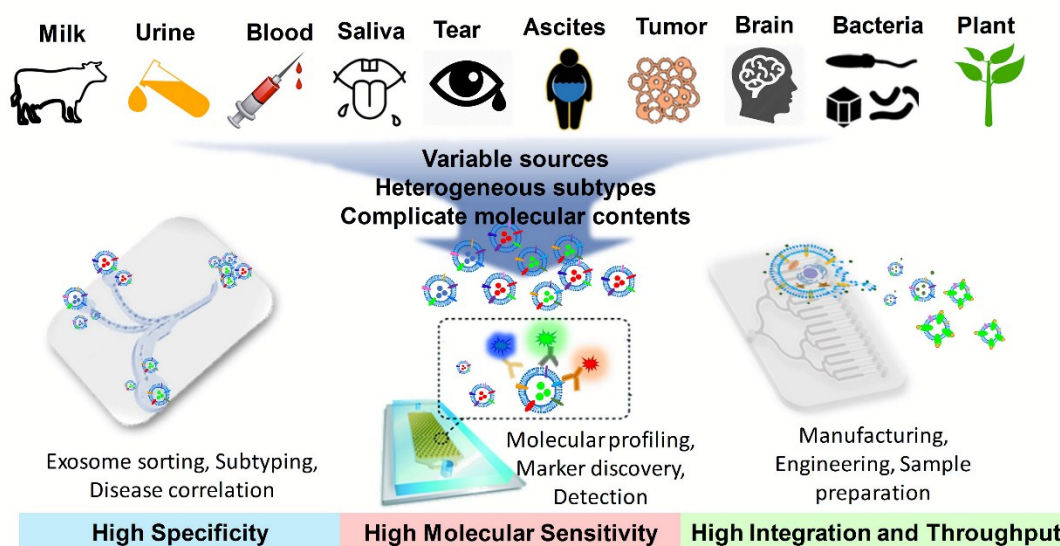 Milk Urine Blood Saliva Tear Ascites Tumor Brain Bacteria Plant
Variable sources
Heterogeneous subtypes
Complicate molecular contents
Exosome sorting, Subtyping,
Disease correlation
Molecular profiling,
Marker discovery,
Detection
Manufacturing,
Engineering, Sample
preparation
High Specificity
High Molecular Sensitivity
High Integration and Throughput